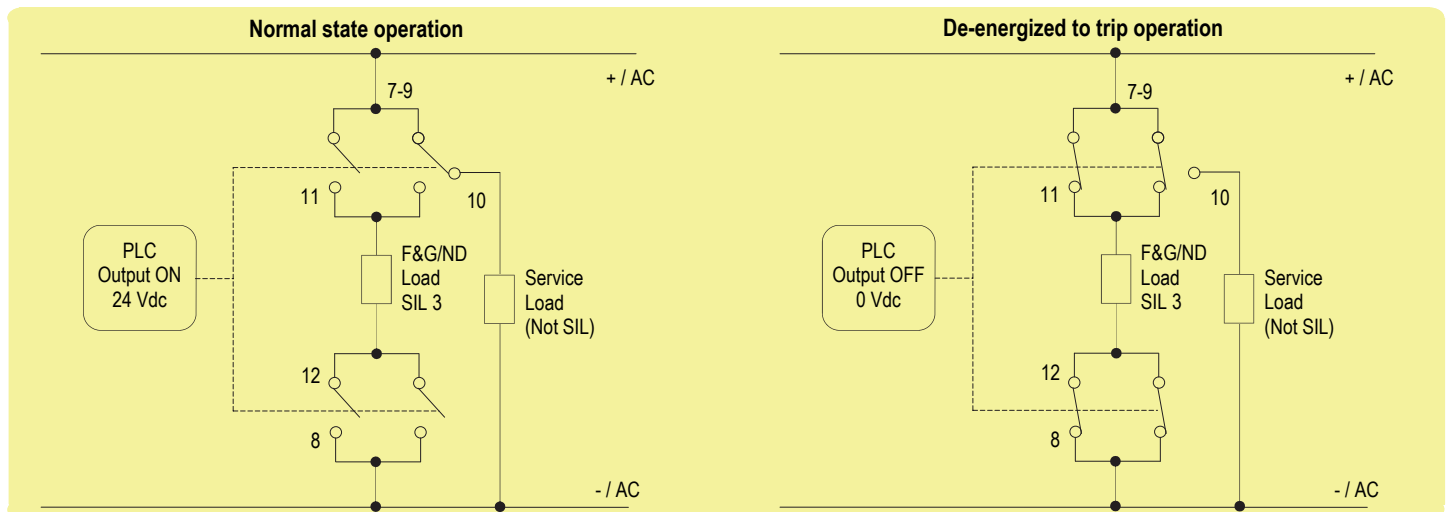 Normal state operation
+ / AC
7-9
11
10
PLC
Output ON
24 Vdc
F&G/ND
Load
SIL 3
Service
Load
(Not SIL)
12
8
- / AC
De-energized to trip operation
+ / AC
7-9
11
10
PLC
Output OFF
0 Vdc
F&G/ND
Load
SIL 3
Service
Load
(Not SIL)
12
8
- / AC